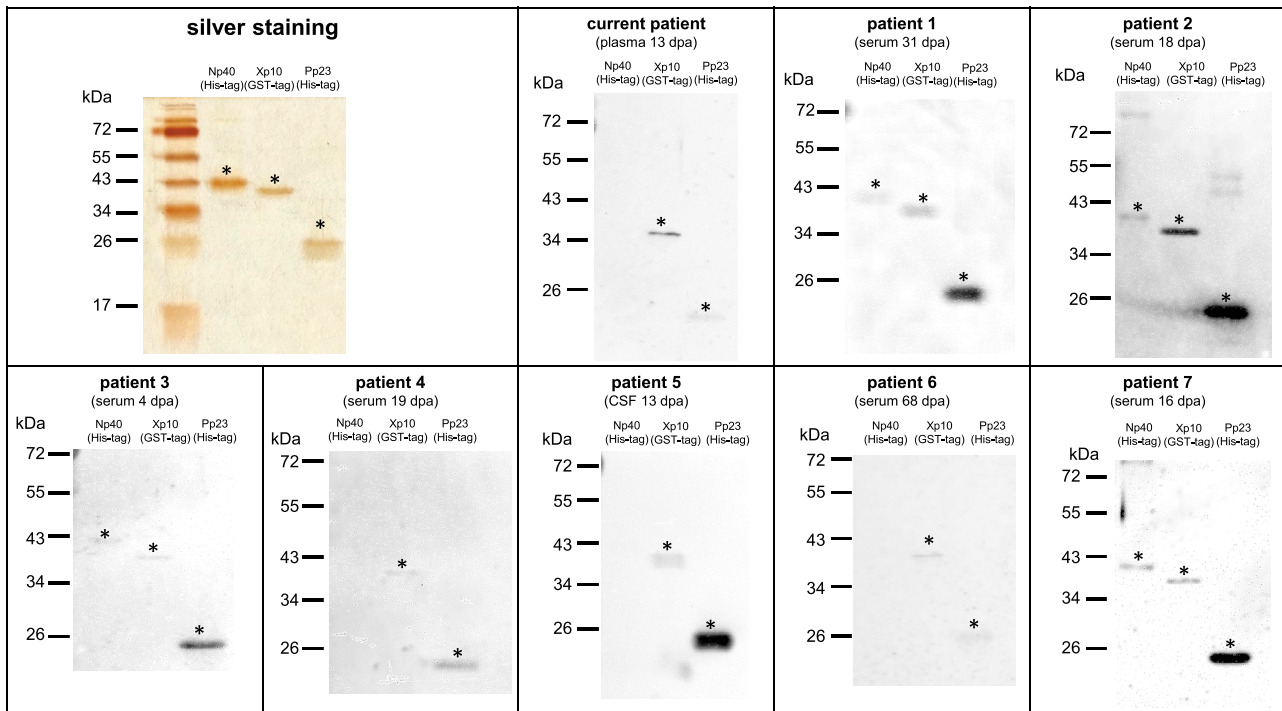 silver staining
Np40 Xp10 Pp23
(His-tag)(GST-tag)(His-tag)
kDa
72
55
43
34
26
17
*
*
*
current patient
(plasma 13 dpa)
Np40 Xp10 Pp23
(His-tag)(GST-tag)(His-tag)
kDa
72
55
43
34
26
*
*
patient 1
(serum 31 dpa)
Np40 Xp10 Pp23
(His-tag)(GST-tag)(His-tag)
kDa
72
55
43
34
26
*
*
*
patient 2
(serum 18 dpa)
Np40 Xp10 Pp23
(His-tag)(GST-tag)(His-tag)
kDa
72
55
43
34
26
*
*
*
patient 3
(serum 4 dpa)
Np40 Xp10 Pp23
(His-tag)(GST-tag)(His-tag)
kDa
72
55
43
34
26
*
*
*
patient 4
(serum 19 dpa)
Np40 Xp10 Pp23
(His-tag)(GST-tag)(His-tag)
kDa
72
55
43
34
26
*
*
patient 5
(CSF 13 dpa)
Np40 Xp10 Pp23
(His-tag)(GST-tag)(His-tag)
kDa
72
55
43
34
26
*
*
patient 6
(serum 68 dpa)
Np40 Xp10 Pp23
(His-tag)(GST-tag)(His-tag)
kDa
72
55
43
34
26
*
*
patient 7
(serum 16 dpa)
Np40 Xp10 Pp23
(His-tag)(GST-tag)(His-tag)
kDa
72
55
43
34
26
*
*
*